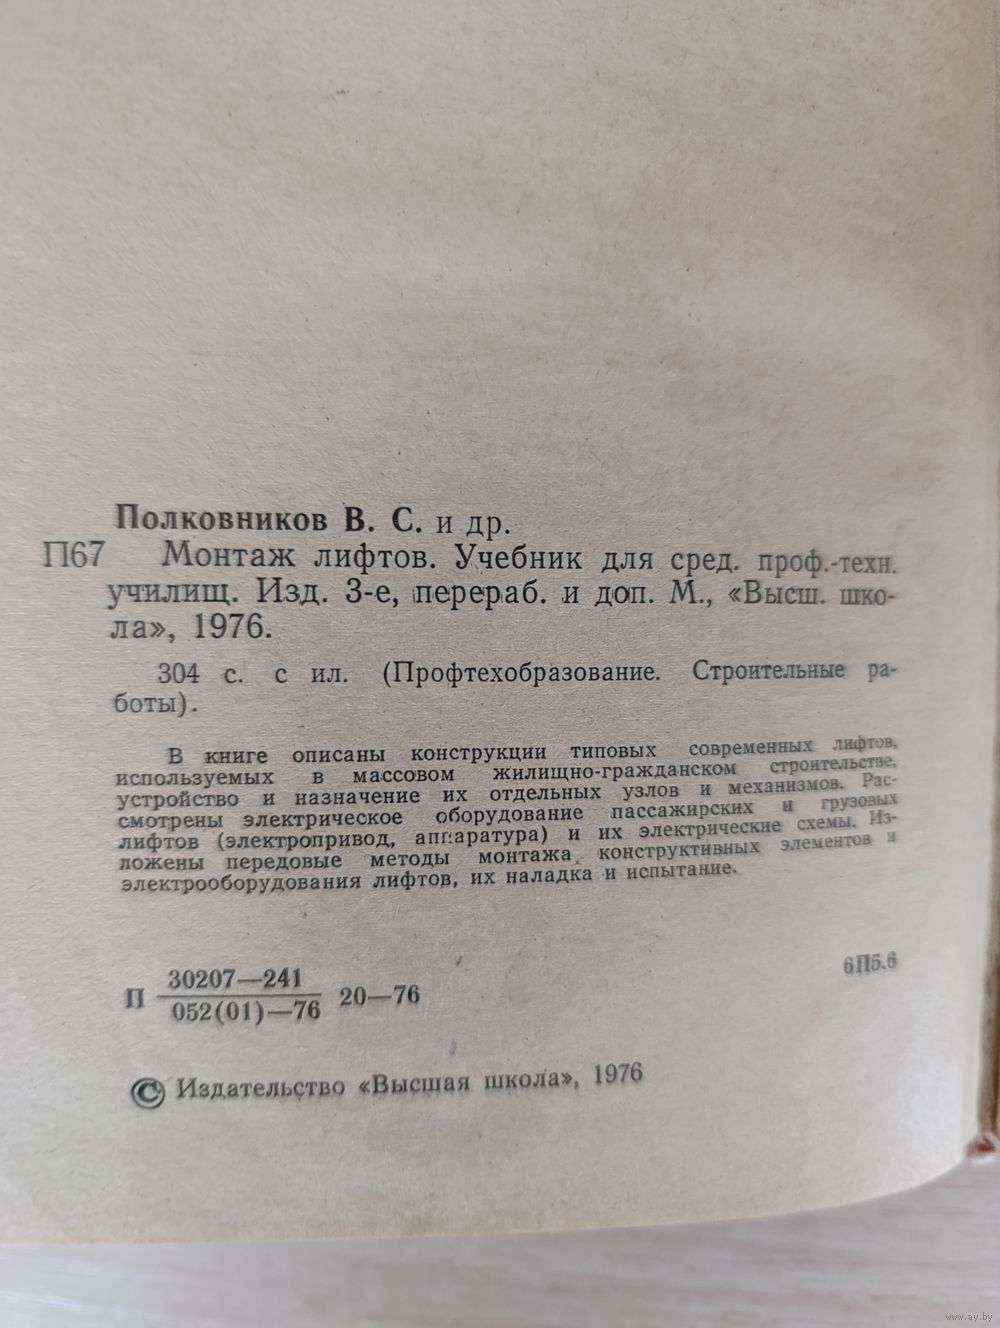 Полковников В. С. и др.
П67 Монтаж лифтов. Учебник для сред. проф.-техн.
училищ. Изд. 3-е, перераб. и доп. М., «Высш. шко-
ла», 1976.
304 с. с ил. (Профтехобразование. Строительные ра-
боты).
В книге описаны конструкции типовых современных лифтов,
используемых в массовом жилищно-гражданском строительстве,
устройство и назначение их отдельных узлов и механизмов. Рас-
смотрены электрическое оборудование пассажирских и грузовых
лифтов (электропривод, аппаратура) и их электрические схемы. Из-
ложены передовые методы монтажа конструктивных элементов и
электрооборудования лифтов, их наладка и испытание.
30207—241
П 052(01)—76 20—76
6П5.6
© Издательство «Высшая школа», 1976
www.ay.by